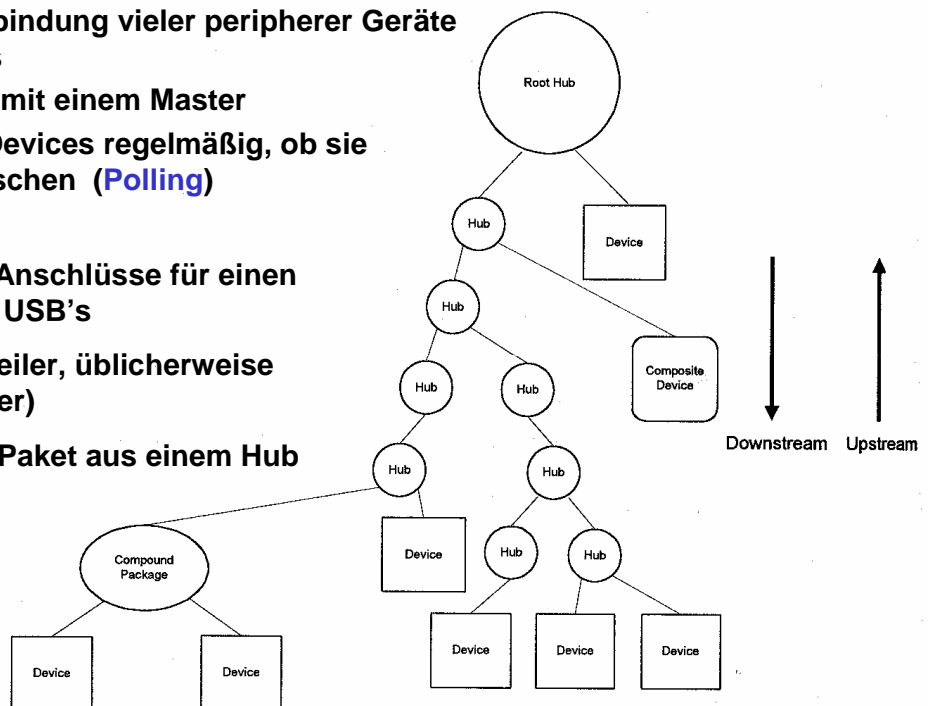 bindung vieler peripherer Geräte
s
mit einem Master
Devices regelmäßig, ob sie
schen (Polling)
Anschlüsse für einen
USB's
eiler, üblicherweise
er)
Paket aus einem Hub
Root Hub
Hub
Device
Hub
Composite
Device
Hub
Hub
Downstream
Upstream
Hub
Hub
Compound
Package
Device
Hub
Hub
Device
Device
Device
Device
Device